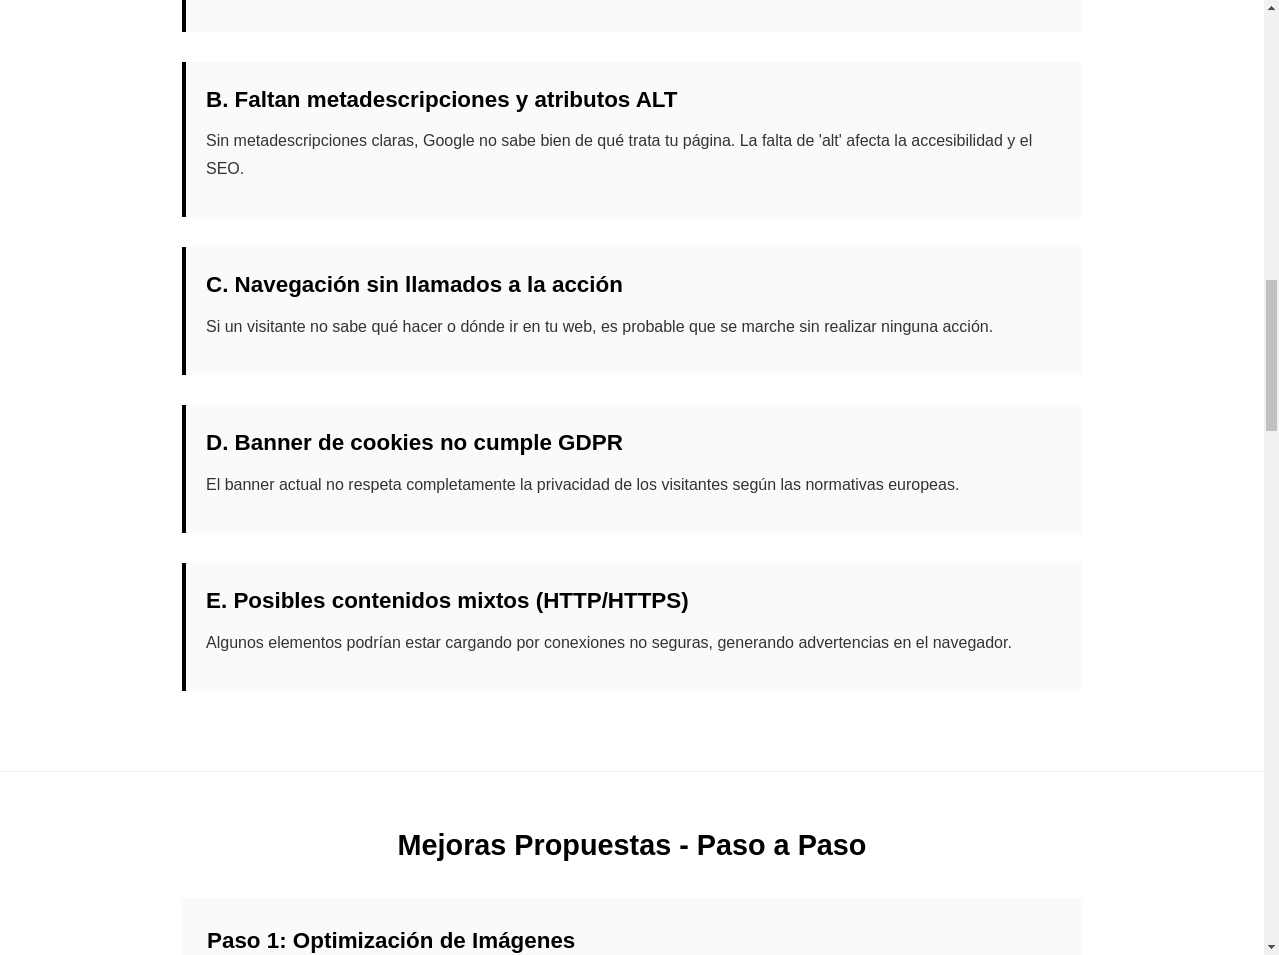 B. Faltan metadescripciones y atributos ALT
Sin metadescripciones claras, Google no sabe bien de qué trata tu página. La falta de 'alt' afecta la accesibilidad y el
SEO.
C. Navegación sin llamados a la acción
Si un visitante no sabe qué hacer o dónde ir en tu web, es probable que se marche sin realizar ninguna acción.
D. Banner de cookies no cumple GDPR
El banner actual no respeta completamente la privacidad de los visitantes según las normativas europeas.
E. Posibles contenidos mixtos (HTTP/HTTPS)
Algunos elementos podrían estar cargando por conexiones no seguras, generando advertencias en el navegador.
Mejoras Propuestas - Paso a Paso
Paso 1: Optimización de Imágenes